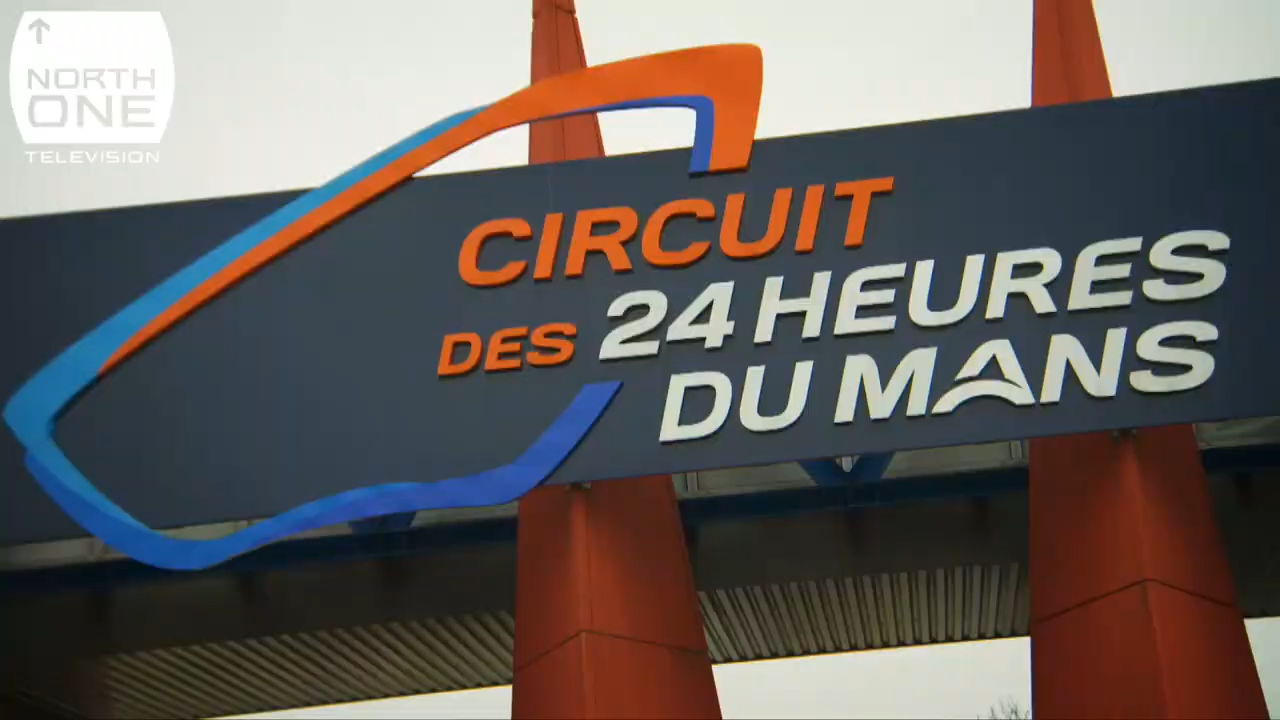 NORTH
ONE
TELEVISION
CIRCUIT
DES 24 HEURES
DU MANS